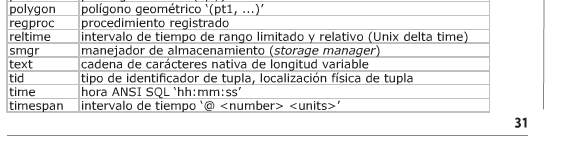 polygon polígono geométrico ‘(pt1, ...)’
regproc procedimiento registrado
reltime intervalo de tiempo de rango limitado y relativo (Unix delta time)
smgr manejador de almacenamiento (storage manager)
text cadena de carácteres nativa de longitud variable
tid tipo de identificador de tupla, localización física de tupla
time hora ANSI SQL ‘hh:mm:ss’
timespan intervalo de tiempo ‘@ <number> <units>’
31